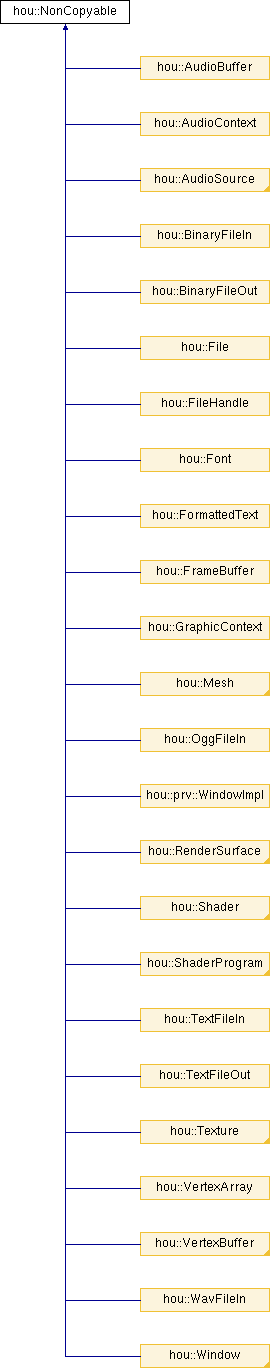 hou::NonCopyable
hou::AudioBuffer
hou::AudioContext
hou::AudioSource
hou::BinaryFileIn
hou::BinaryFileOut
hou::File
hou::FileHandle
hou::Font
hou::FormattedText
hou::FrameBuffer
hou::GraphicContext
hou::Mesh
hou::OggFileIn
hou::prv::WindowImpl
hou::RenderSurface
hou::Shader
hou::ShaderProgram
hou::TextFileIn
hou::TextFileOut
hou::Texture
hou::VertexArray
hou::VertexBuffer
hou::WavFileIn
hou::Window